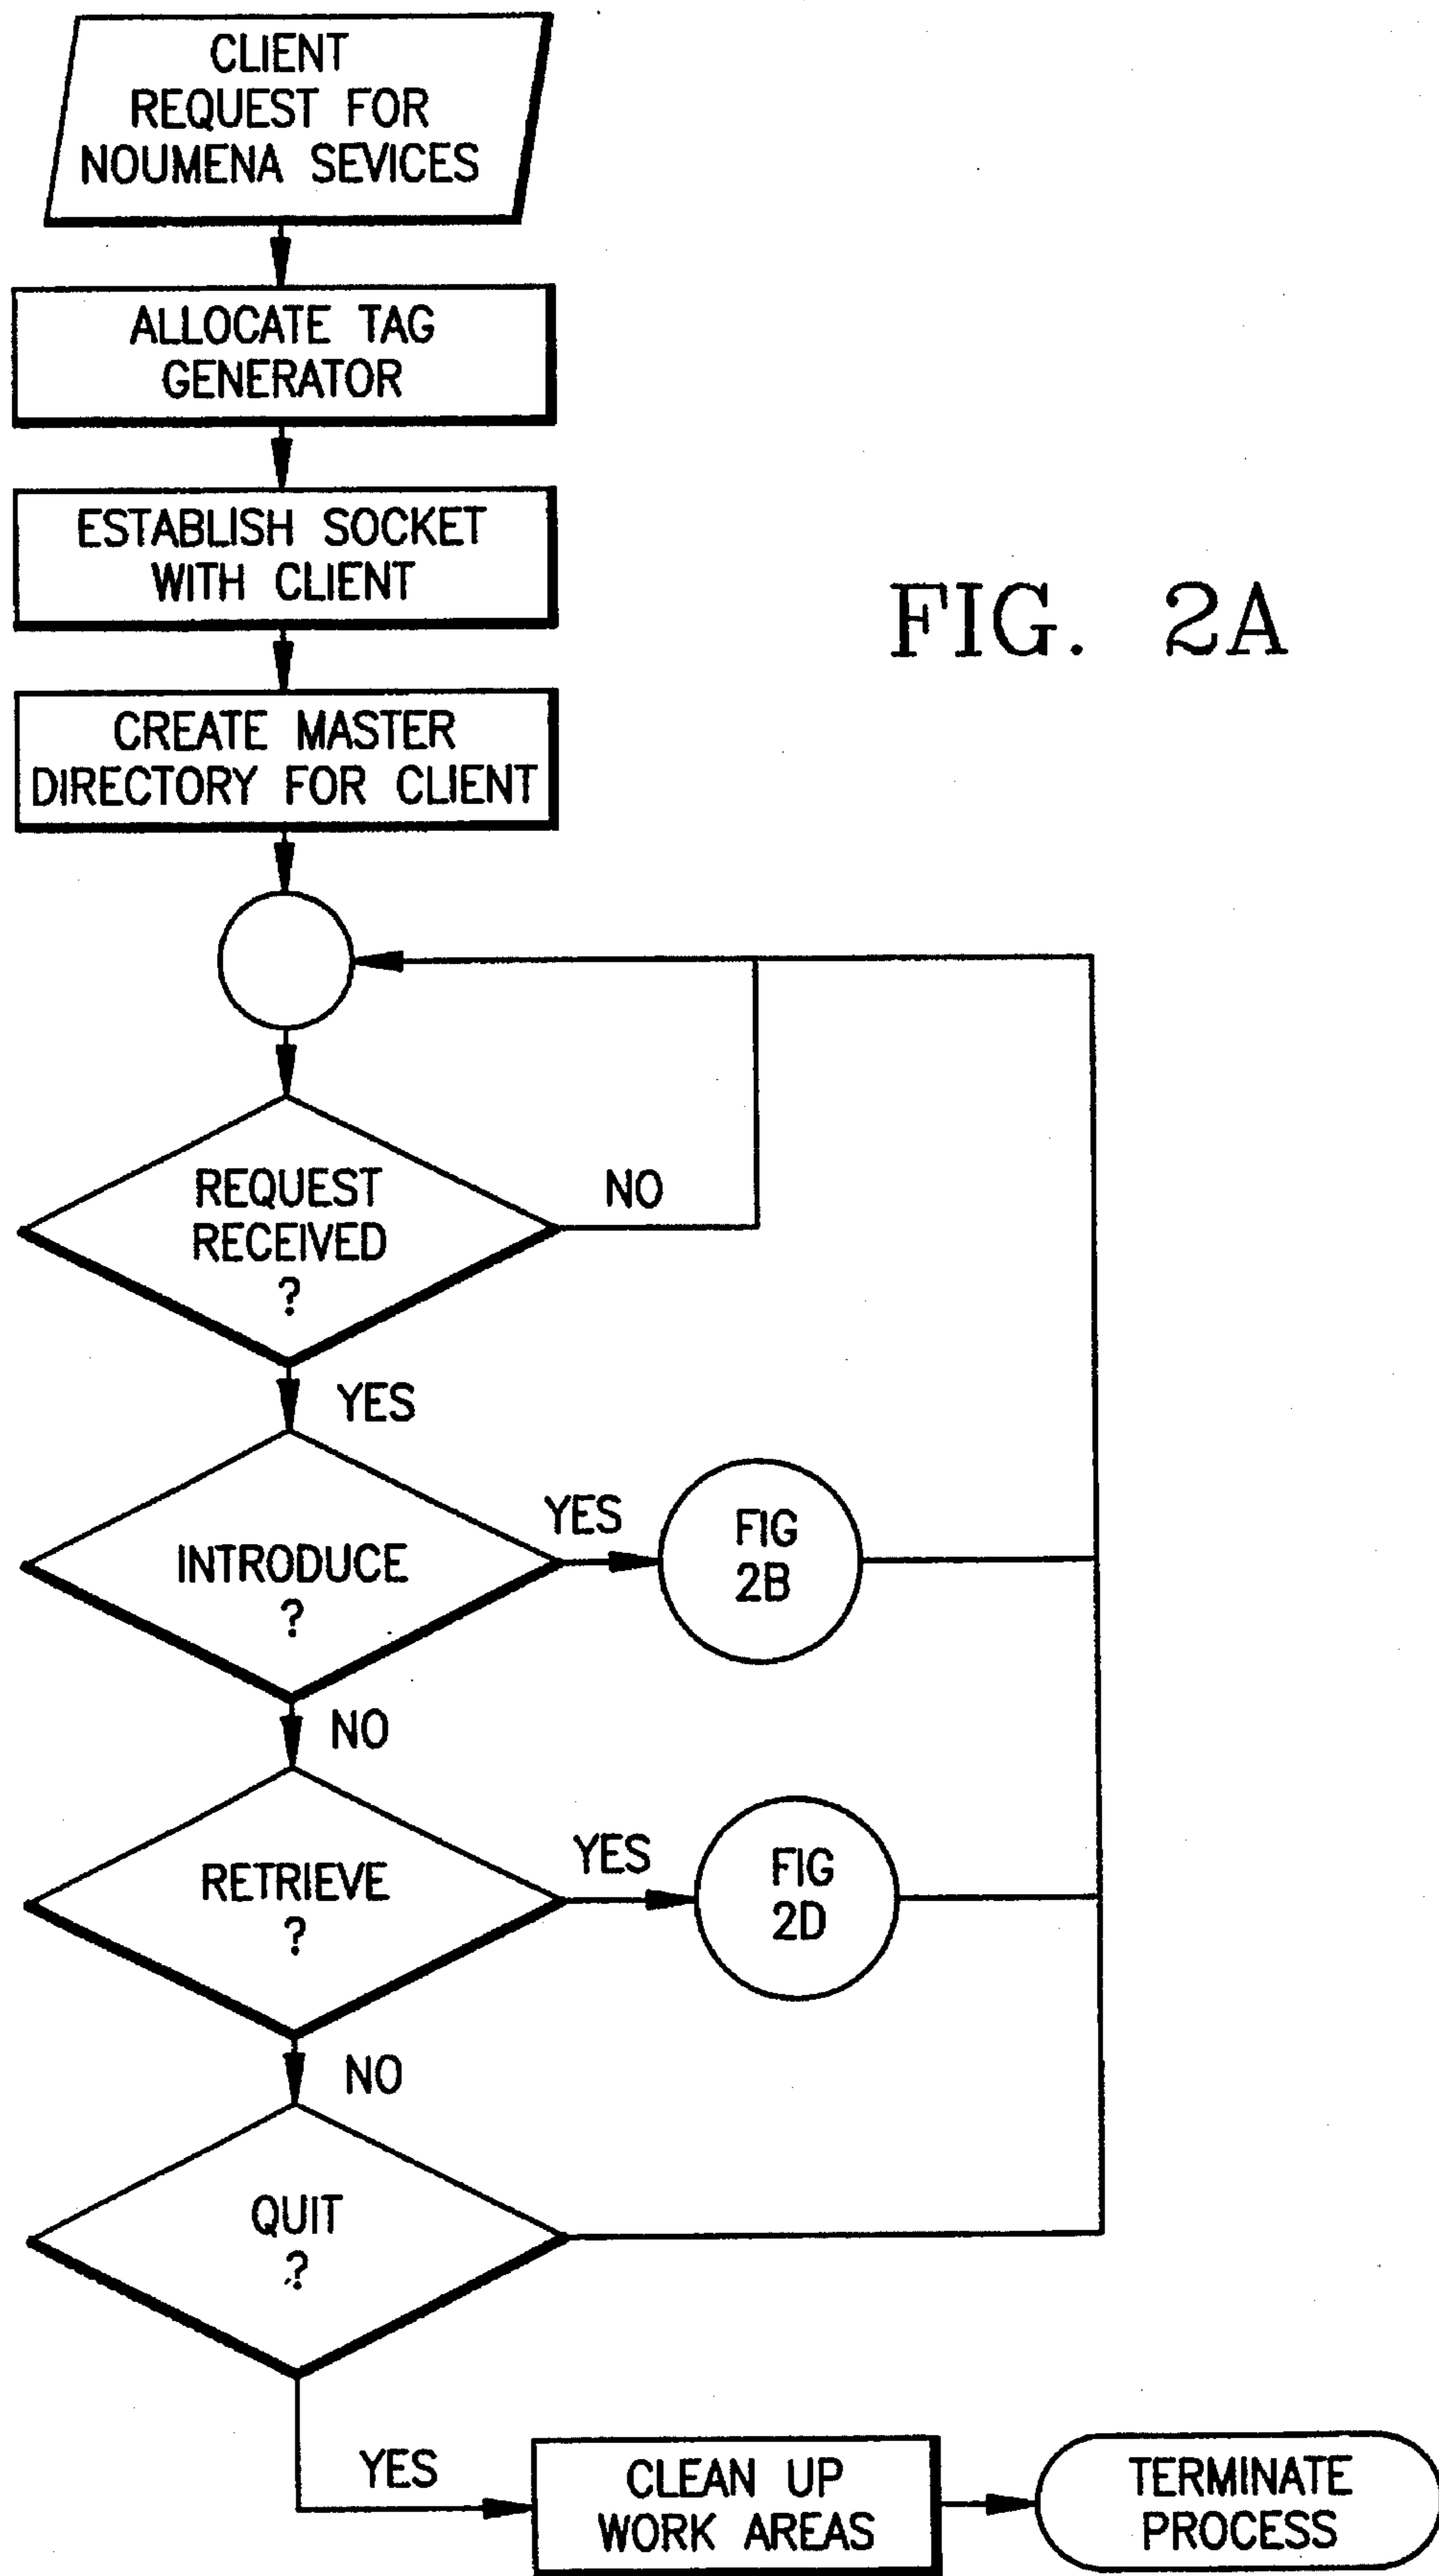 CLIENT
REQUEST FOR
NOUMENA SEVICES
ALLOCATE TAG
GENERATOR
ESTABLISH SOCKET
WITH CLIENT
FIG. 2A
CREATE MASTER
DIRECTORY FOR CLIENT
REQUEST
RECEIVED
?
NO
YES
INTRODUCE
?
YES
FIG
2B
NO
RETRIEVE
?
YES
FIG
2D
NO
QUIT
?
YES
CLEAN UP
WORK AREAS
TERMINATE
PROCESS